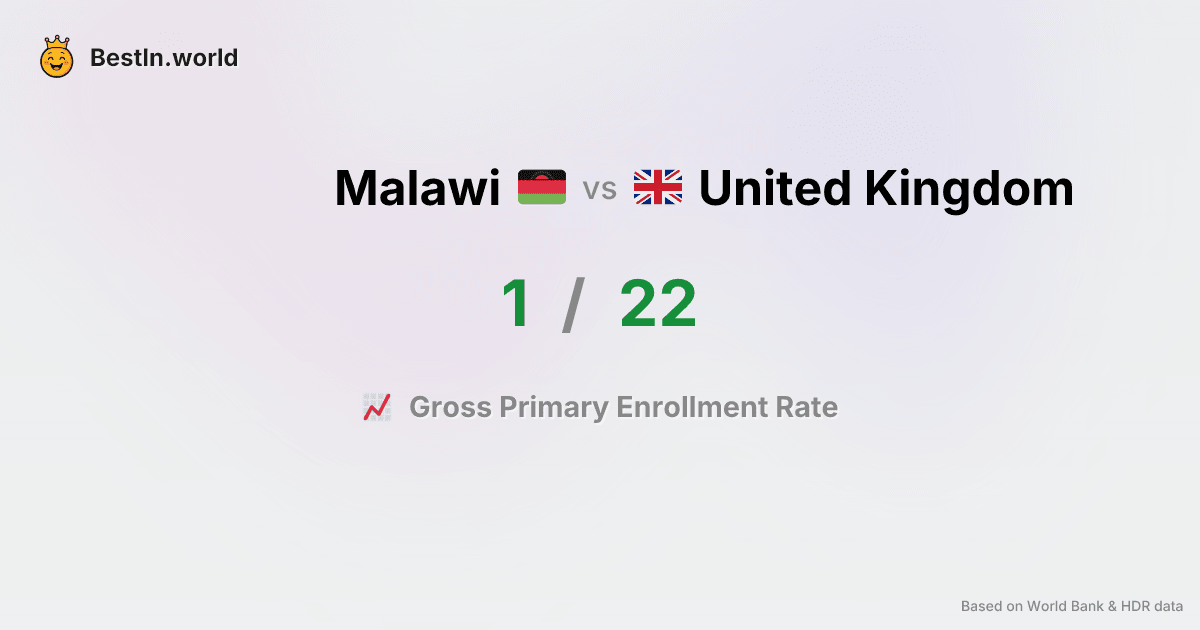 BestIn.world
Malawi vs United Kingdom
1 / 22
Gross Primary Enrollment Rate
Based on World Bank & HDR data